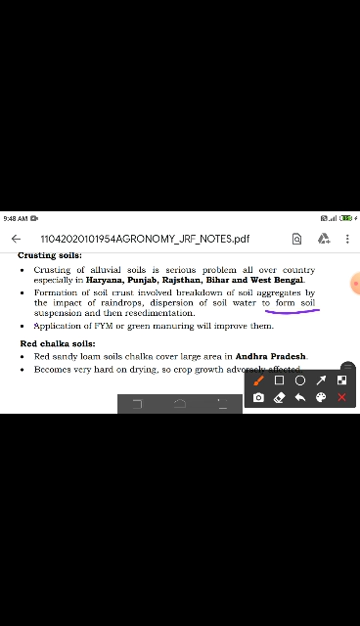 9:48 AM
11042020101954AGRONOMY_JRF_NOTES.pdf
Crusting soils:
• Crusting of alluvial soils is serious problem all over country
especially in Haryana, Punjab, Rajsthan, Bihar and West Bengal.
• Formation of soil crust involved breakdown of soil aggregates by
the impact of raindrops, dispersion of soil water to form soil
suspension and then resedimentation.
• Application of FYM or green manuring will improve them.
Red chalka soils:
• Red sandy loam soils chalka cover large area in Andhra Pradesh.
• Becomes very hard on drying, so crop growth adversely affected.